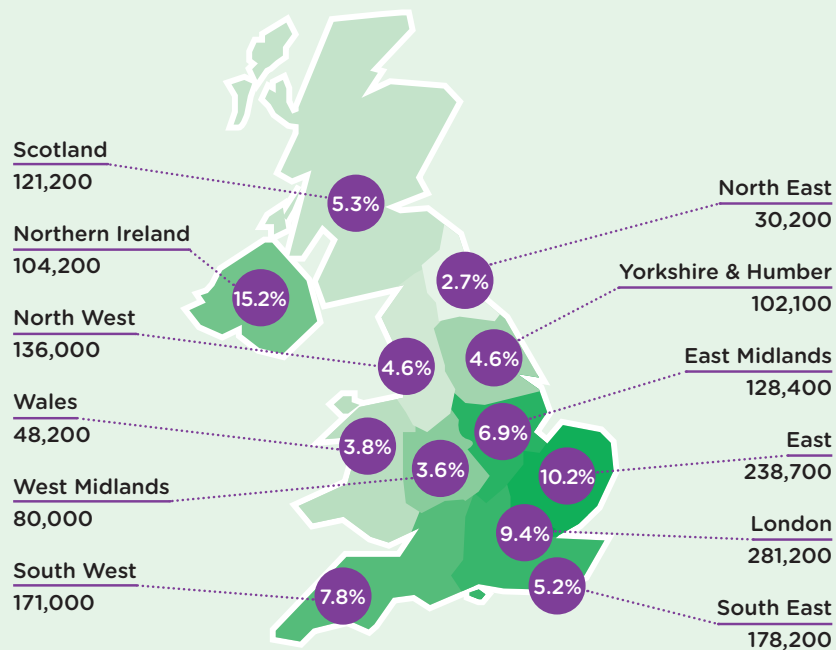 Scotland
121,200
5.3%
Northern Ireland
104,200
15.2%
North West
136,000
4.6%
Wales
48,200
3.8%
West Midlands
80,000
3.6%
South West
171,000
7.8%
North East
30,200
2.7%
Yorkshire & Humber
102,100
4.6%
East Midlands
128,400
6.9%
East
238,700
10.2%
London
281,200
9.4%
South East
178,200
5.2%